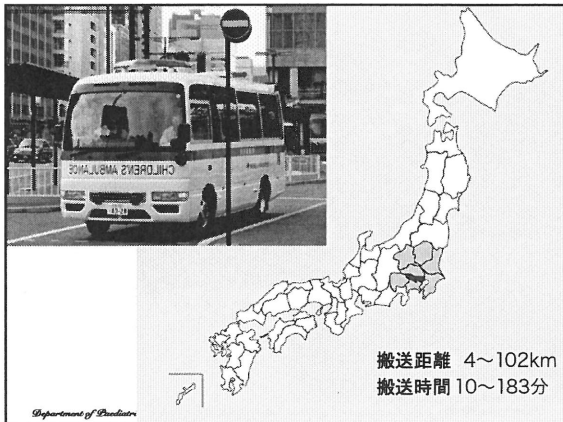 CHILDREN'S AMBULANCE
搬送距離 4～102km
搬送時間 10～183分
Department of Paediatr